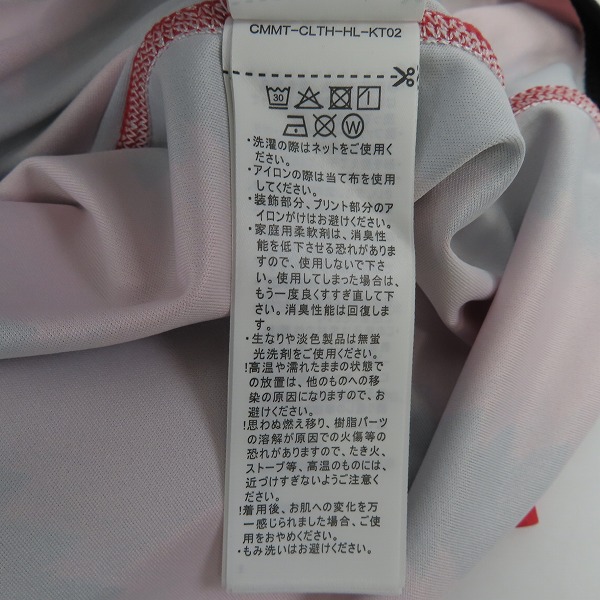 CMMT-CLTH-HL-KT02
30
W
・洗濯の際はネットをご使用く
ださい。
・アイロンの際は当て布を使用
してください。
・装飾部分、プリント部分のア
イロンがけはお避けください。
・家庭用柔軟剤は、消臭性
能を低下させる恐れがありま
すので、使用しないで下さ
い。使用してしまった場合は、
もう一度良くすすぎ直して下
さい。消臭性能は回復しま
す。
・生なりや淡色製品は無蛍
光洗剤をご使用ください。
!高温や濡れたままの状態で
の放置は、他のものへの移
染の原因になりますので、お
避けください。
!思わぬ燃え移り、樹脂パーツ
の溶解が原因での火傷等の
恐れがありますので、たき火、
ストーブ等、高温のものには、
近づけすぎないようご注意く
ださい。
!着用後、お肌への変化を万
一感じられました場合、ご使
用をおやめください。
・もみ洗いはお避けください。